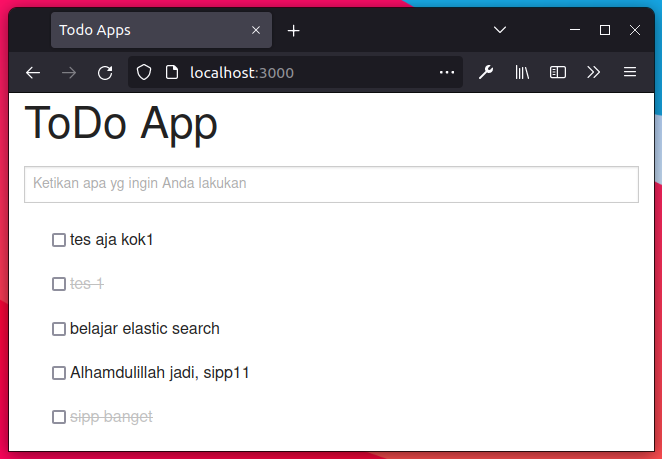 Todo Apps
localhost:3000
ToDo App
Ketikan apa yg ingin Anda lakukan
tes aja kok1
tes 1
belajar elastic search
Alhamdulillah jadi, sipp11
sipp banget